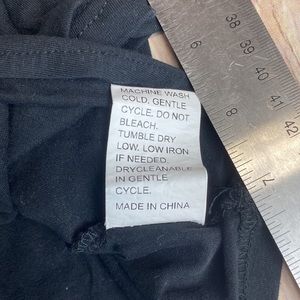 MACHINE WASH
COLD, GENTLE
CYCLE. DO NOT
BLEACH.
TUMBLE DRY
LOW. LOW IRON
IF NEEDED.
DRYCLEANABLE
IN GENTLE
CYCLE.
MADE IN CHINA
6
7
8
39
40
41
42